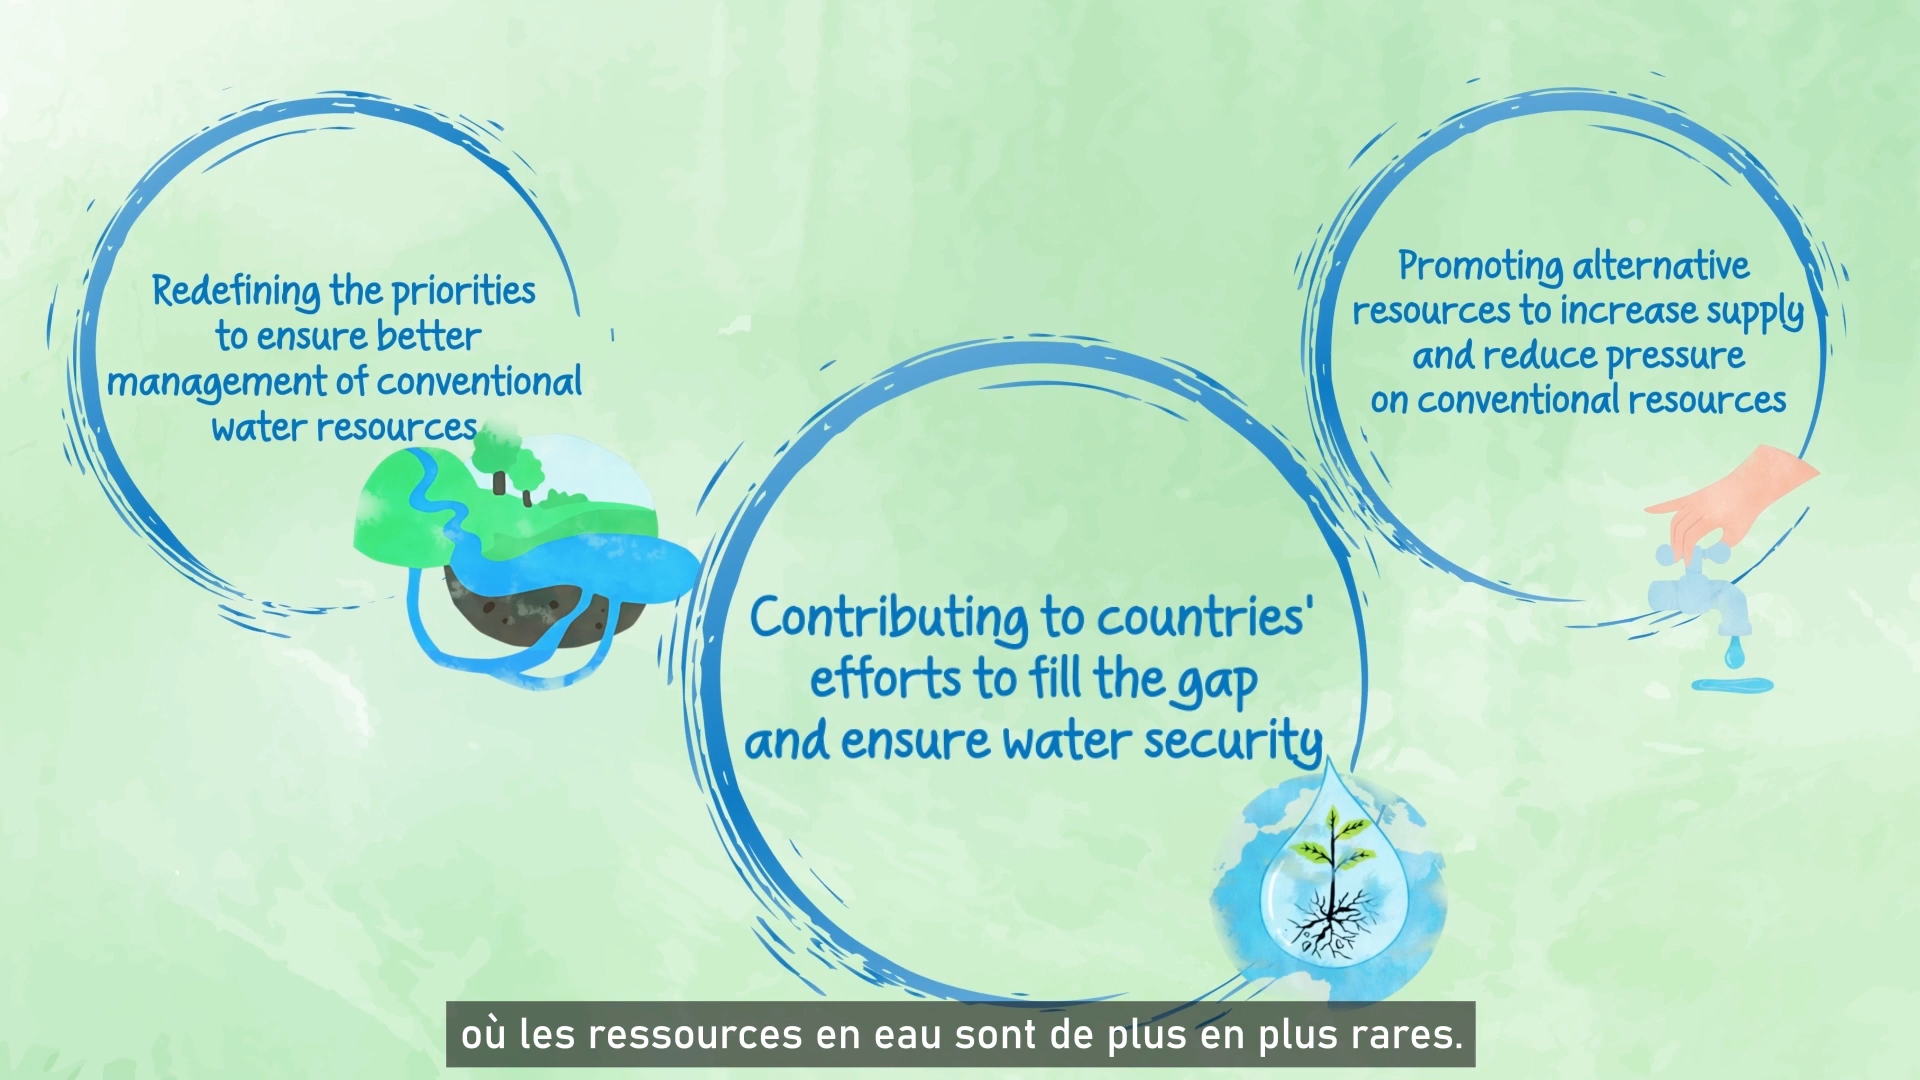 Redefining the priorities
to ensure better
management of conventional
water resources
Promoting alternative
resources to increase supply
and reduce pressure
on conventional resources
Contributing to countries'
efforts to fill the gap
and ensure water security
où les ressources en eau sont de plus en plus rares.